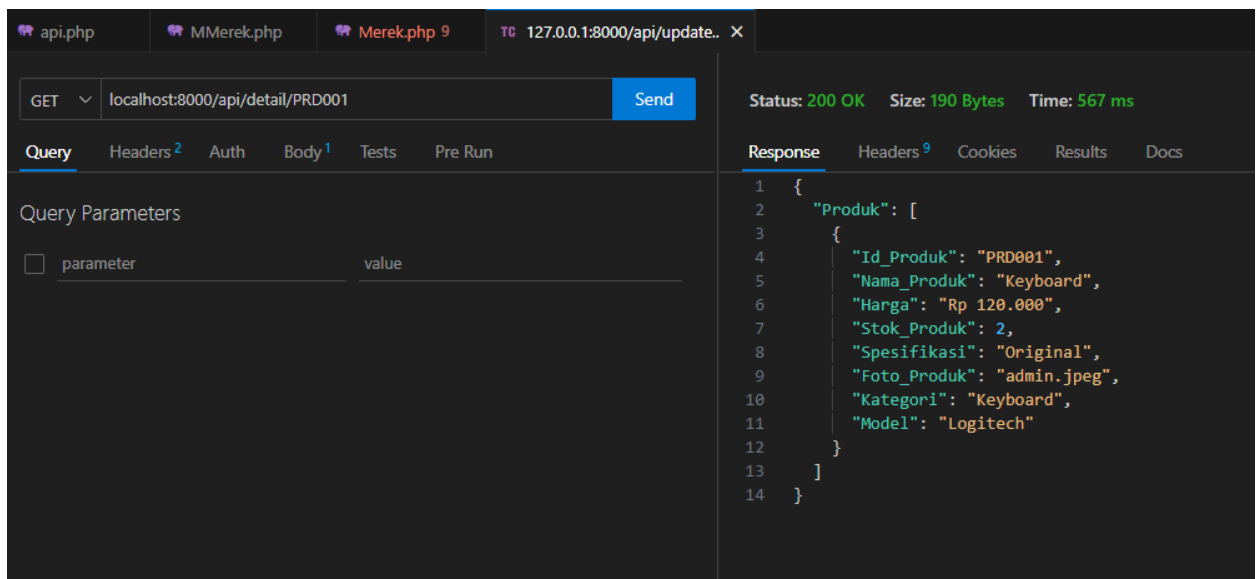 api.php MMerek.php Merek.php 9 TC 127.0.0.1:8000/api/update..
GET localhost:8000/api/detail/PRD001 Send
Query Headers 2 Auth Body 1 Tests Pre Run
Query Parameters
parameter value
Status: 200 OK Size: 190 Bytes Time: 567 ms
Response Headers 9 Cookies Results Docs
1 {
2 "Produk": [
3 {
4 "Id_Produk": "PRD001",
5 "Nama_Produk": "Keyboard",
6 "Harga": "Rp 120.000",
7 "Stok_Produk": 2,
8 "Spesifikasi": "Original",
9 "Foto_Produk": "admin.jpeg",
10 "Kategori": "Keyboard",
11 "Model": "Logitech"
12 }
13 ]
14 }